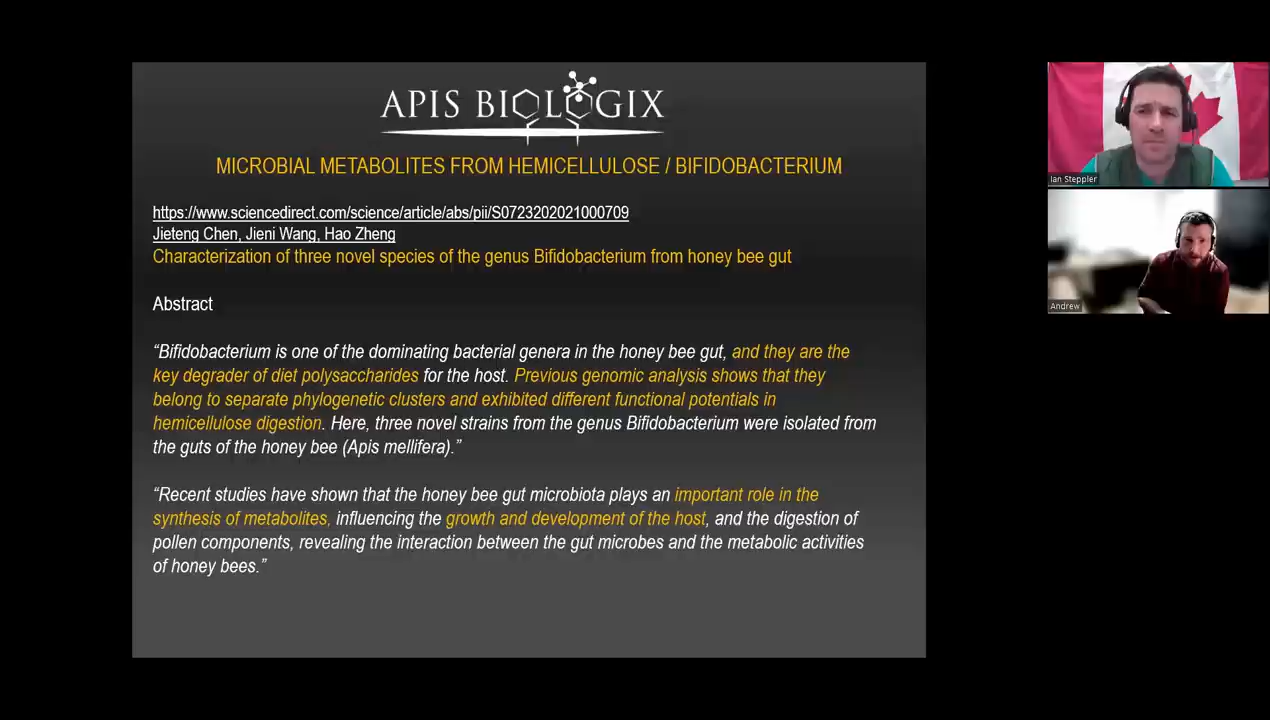 APIS BIOLOGIX
MICROBIAL METABOLITES FROM HEMICELLULOSE / BIFIDOBACTERIUM
https://www.sciencedirect.com/science/article/abs/pii/S0723202021000709
Jieteng Chen, Jieni Wang, Hao Zheng
Characterization of three novel species of the genus Bifidobacterium from honey bee gut
Abstract
“Bifidobacterium is one of the dominating bacterial genera in the honey bee gut, and they are the
key degrader of diet polysaccharides for the host. Previous genomic analysis shows that they
belong to separate phylogenetic clusters and exhibited different functional potentials in
hemicellulose digestion. Here, three novel strains from the genus Bifidobacterium were isolated from
the guts of the honey bee (Apis mellifera).”
“Recent studies have shown that the honey bee gut microbiota plays an important role in the
synthesis of metabolites, influencing the growth and development of the host, and the digestion of
pollen components, revealing the interaction between the gut microbes and the metabolic activities
of honey bees.”
Ian Steppler
Andrew